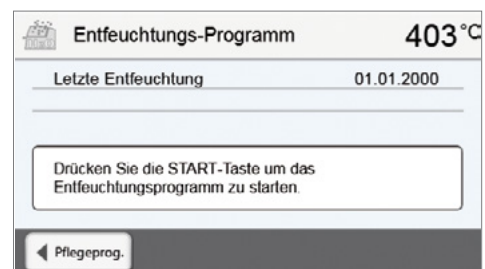 Entfeuchtungs-Programm 403°C
Letzte Entfeuchtung 01.01.2000
Drücken Sie die START-Taste um das
Entfeuchtungsprogramm zu starten.
Pflegeprog.